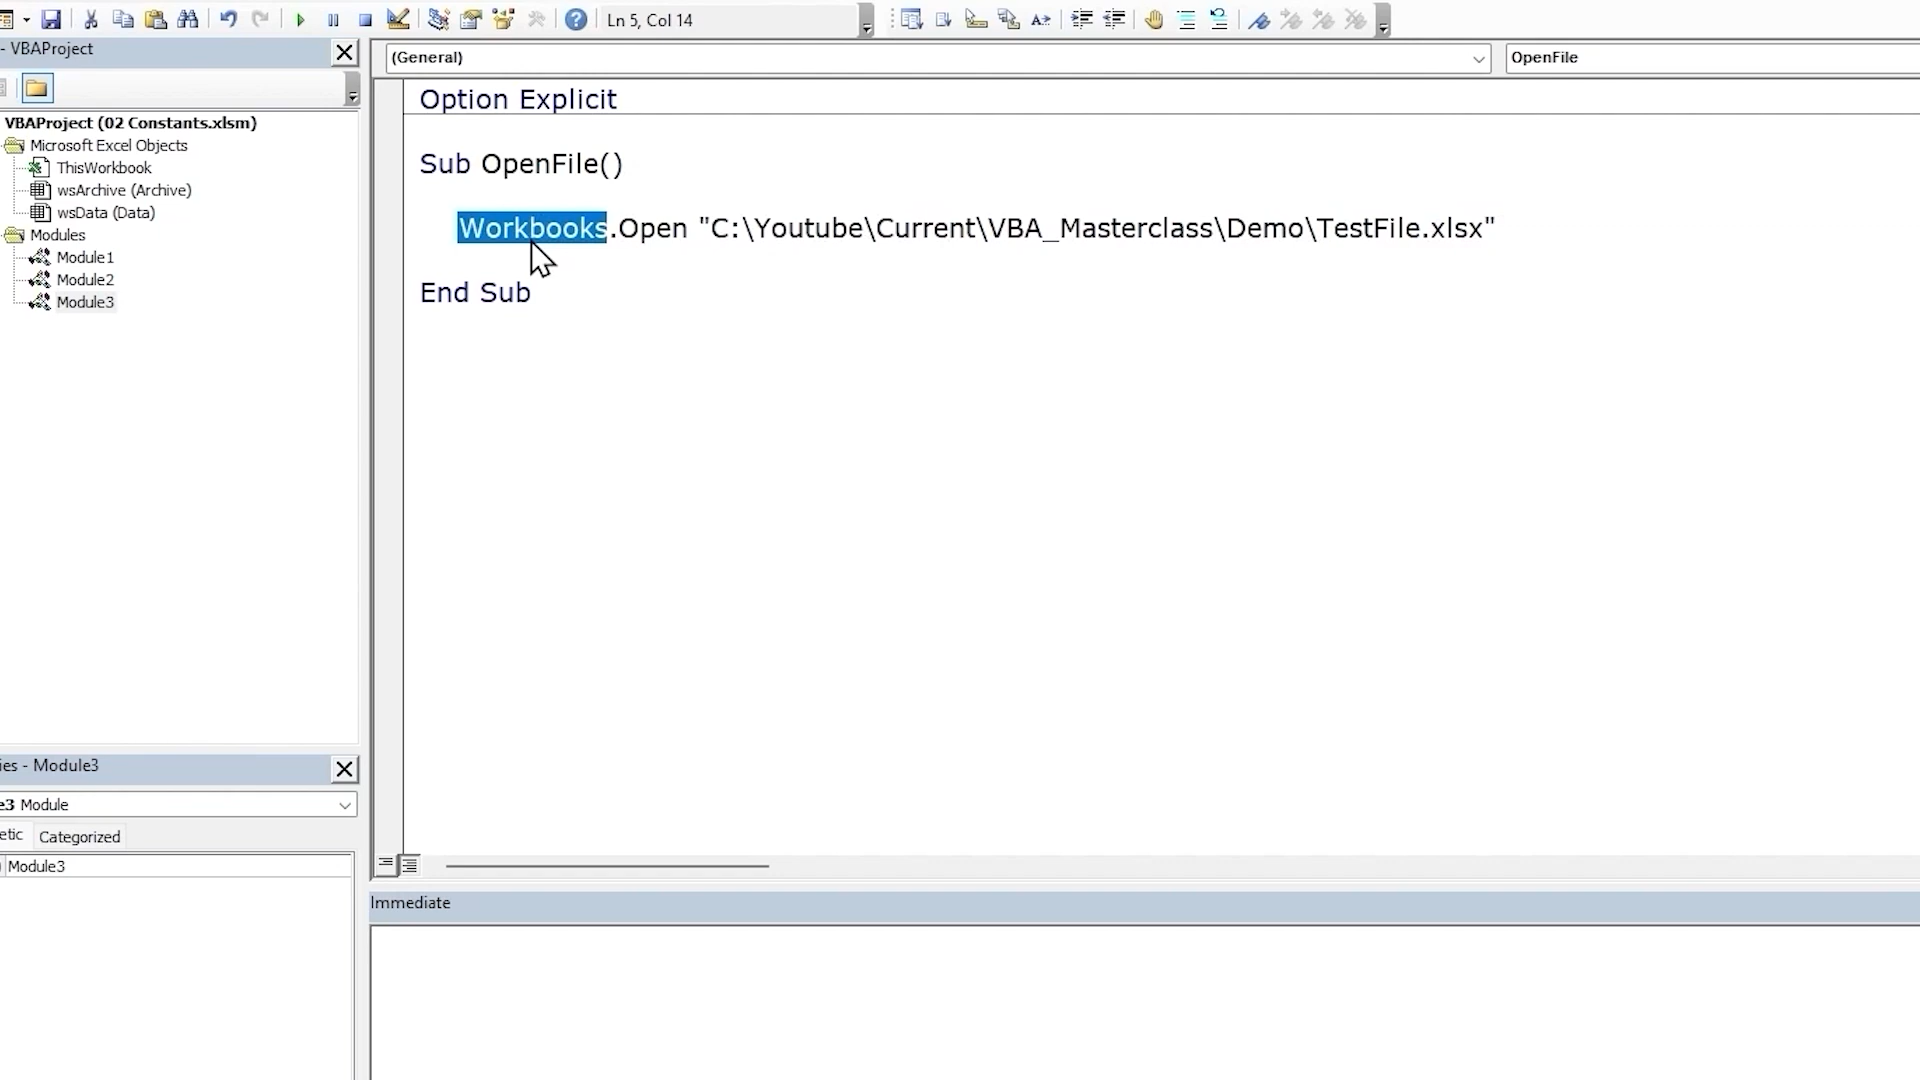 Ln 5, Col 14
- VBAProject
(General)
OpenFile
VBAProject (02 Constants.xlsm)
Microsoft Excel Objects
ThisWorkbook
wsArchive (Archive)
wsData (Data)
Modules
Module1
Module2
Module3
Option Explicit
Sub OpenFile()
Workbooks.Open "C:\Youtube\Current\VBA_Masterclass\Demo\TestFile.xlsx"
End Sub
ies - Module3
e3 Module
etic Categorized
Module3
Immediate